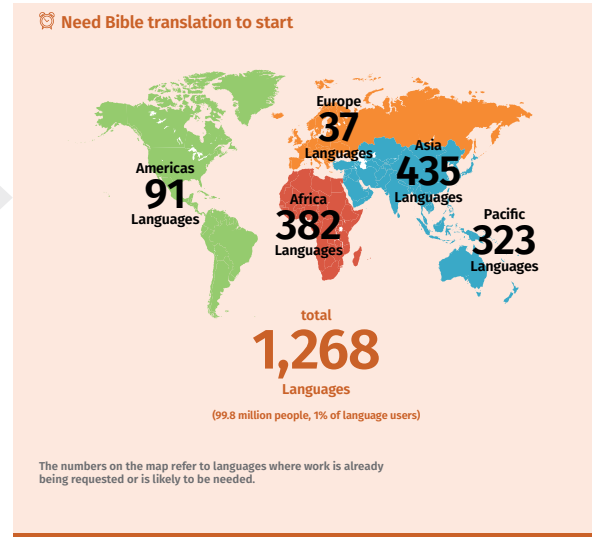 Need Bible translation to start
Europe
37
Languages
Asia
435
Languages
Americas
91
Languages
Africa
382
Languages
Pacific
323
Languages
total
1,268
Languages
(99.8 million people, 1% of language users)
The numbers on the map refer to languages where work is already
being requested or is likely to be needed.